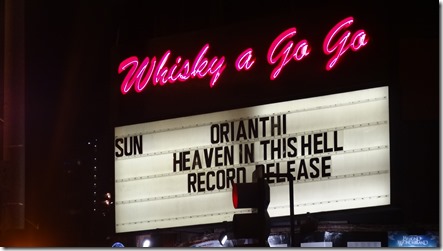 Whisky a Go Go
SUN ORIANTHI
HEAVEN IN THIS HELL
RECORD RELEASE